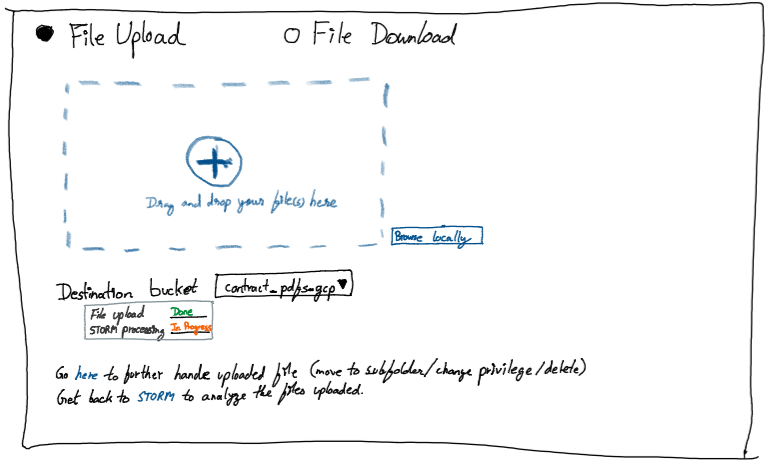 File Upload
File Download
Drag and drop your file(s) here
Browse locally
Destination bucket contract_pdfs_gcp
File upload Done
STORM processing In Progress
Go here to further handle uploaded file (move to subfolder/change privilege/delete)
Get back to STORM to analyze the files uploaded.